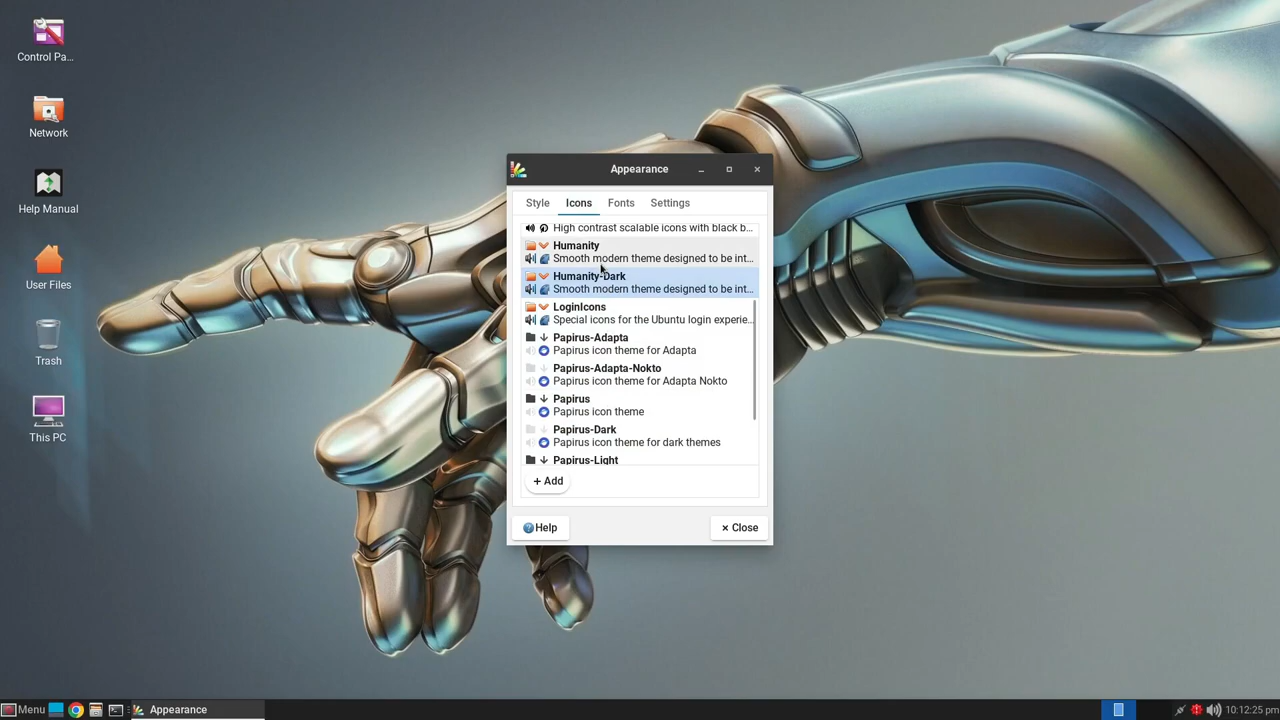 Control Pa...
Network
Help Manual
User Files
Trash
This PC
Appearance
Style
Icons
Fonts
Settings
High contrast scalable icons with black b...
Humanity
Smooth modern theme designed to be int...
Humanity-Dark
Smooth modern theme designed to be int...
LoginIcons
Special icons for the Ubuntu login experie...
Papirus-Adapta
Papirus icon theme for Adapta
Papirus-Adapta-Nokto
Papirus icon theme for Adapta Nokto
Papirus
Papirus icon theme
Papirus-Dark
Papirus icon theme for dark themes
Papirus-Light
+ Add
Help
× Close
Menu
Appearance
10:12:25 pm